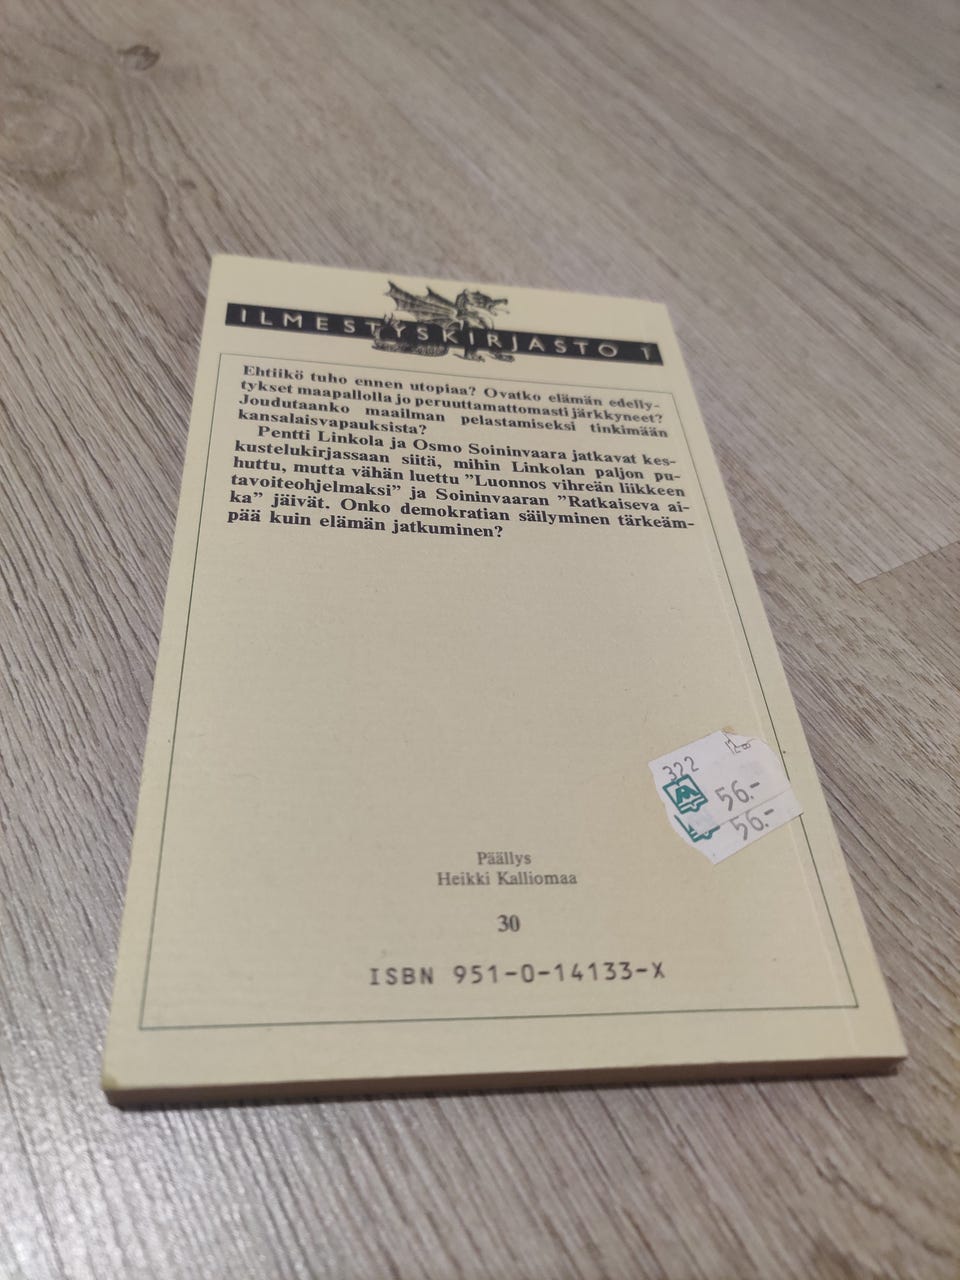 ILMESTYSKIRJASTO 1
Ehtiikö tuho ennen utopiaa? Ovatko elämän edelly-
tykset maapallolla jo peruuttamattomasti järkkyneet?
Joudutaanko maailman pelastamiseksi tinkimään
kansalaisvapauksista?
Pentti Linkola ja Osmo Soininvaara jatkavat kes-
kustelukirjassaan siitä, mihin Linkolan paljon pu-
huttu, mutta vähän luettu ”Luonnos vihreän liikkeen
tavoiteohjelmaksi” ja Soininvaaran ”Ratkaiseva ai-
ka” jäivät. Onko demokratian säilyminen tärkeäm-
pää kuin elämän jatkuminen?
322
56.-
56.-
Päällys
Heikki Kalliomaa
30
ISBN 951-0-14133-X